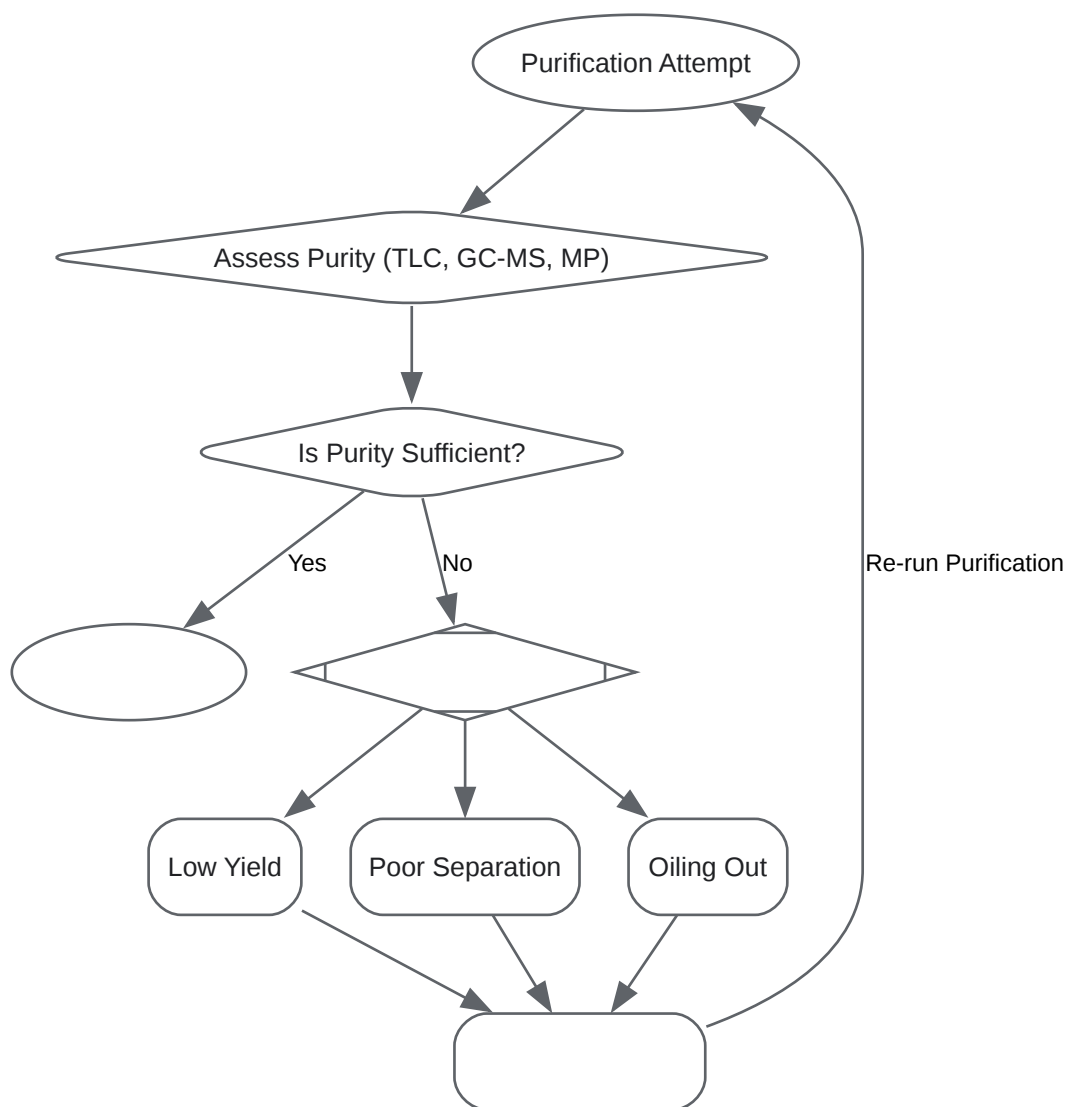 Purification Attempt
Assess Purity (TLC, GC-MS, MP)
Is Purity Sufficient?
Yes
No
Re-run Purification
Low Yield
Poor Separation
Oiling Out